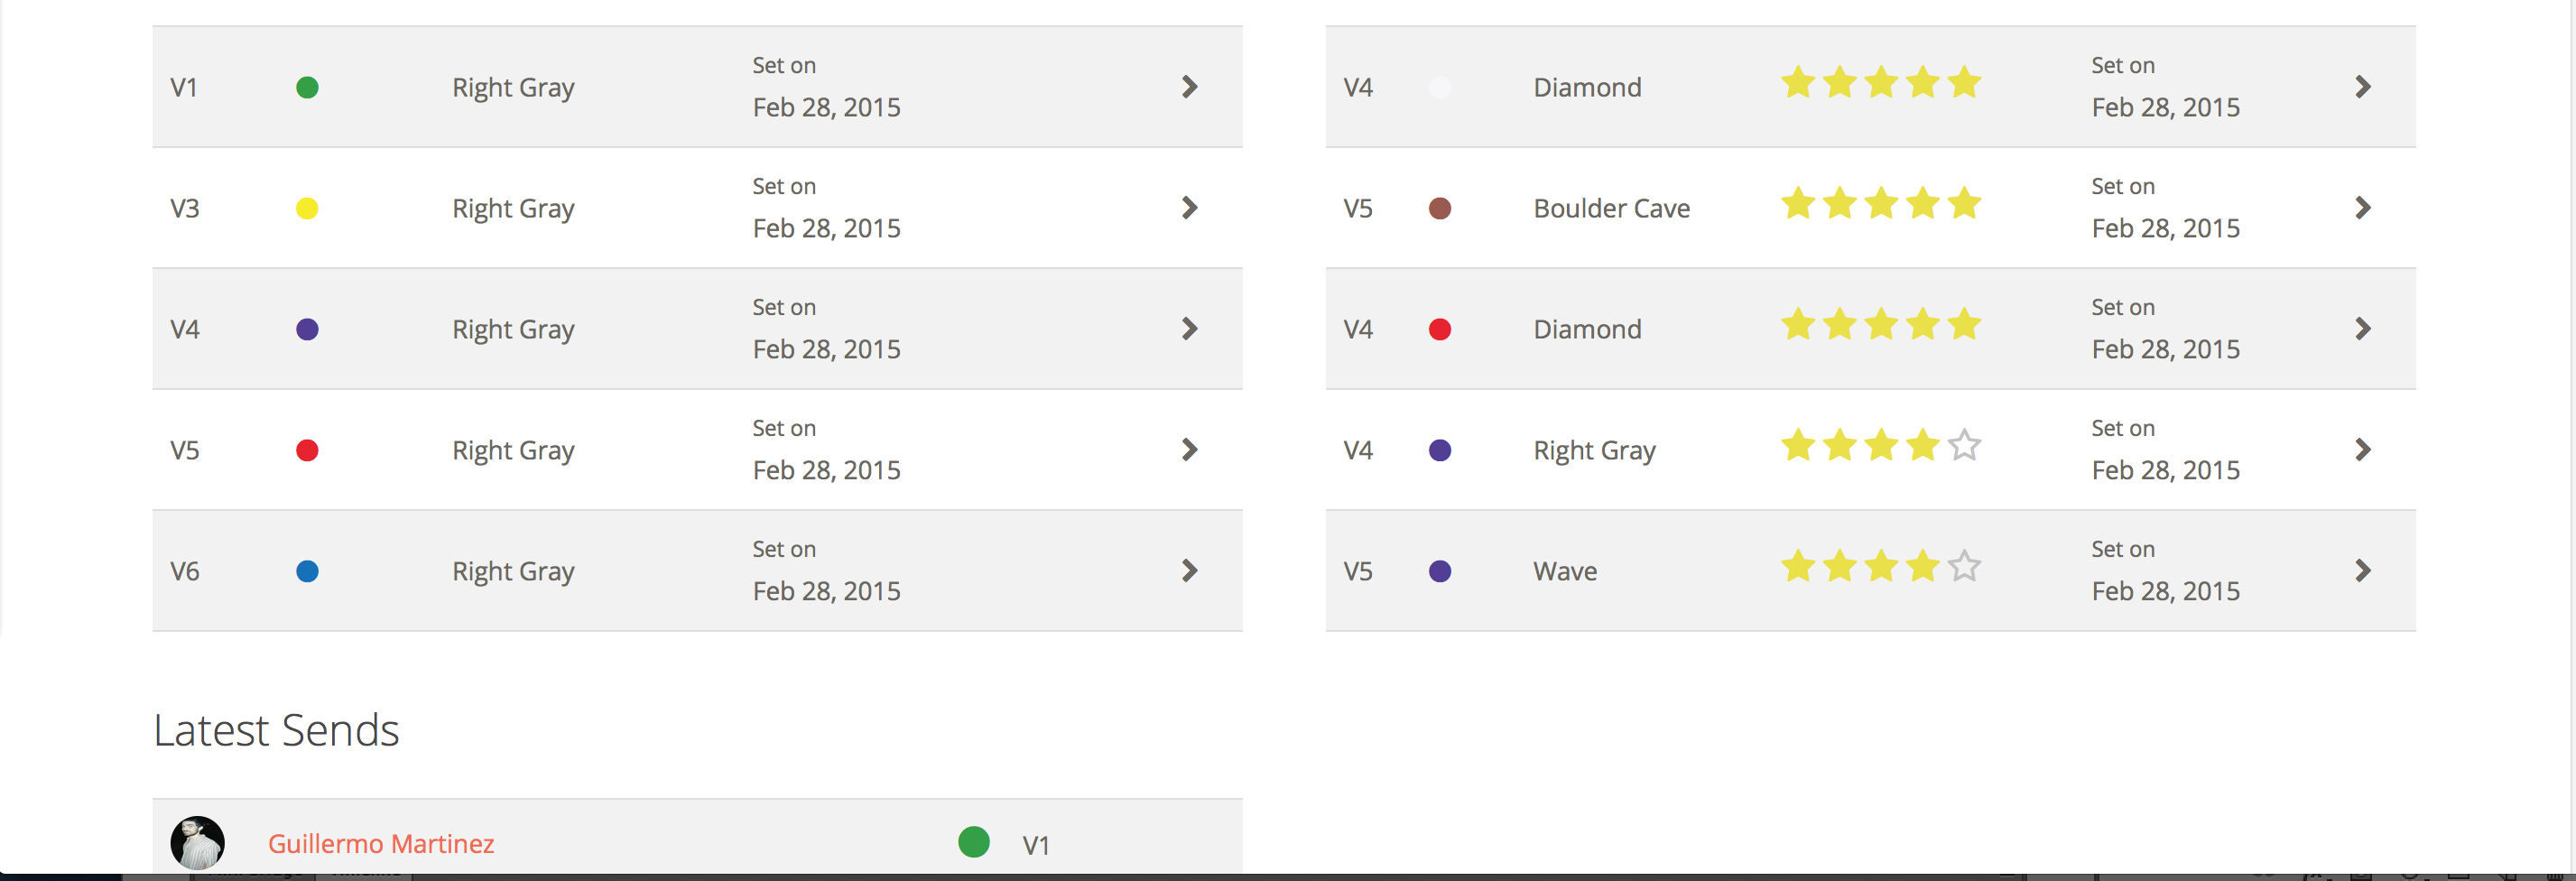 V1
Right Gray
Set on
Feb 28, 2015
V3
Right Gray
Set on
Feb 28, 2015
V4
Right Gray
Set on
Feb 28, 2015
V5
Right Gray
Set on
Feb 28, 2015
V6
Right Gray
Set on
Feb 28, 2015
V4
Diamond
Set on
Feb 28, 2015
V5
Boulder Cave
Set on
Feb 28, 2015
V4
Diamond
Set on
Feb 28, 2015
V4
Right Gray
Set on
Feb 28, 2015
V5
Wave
Set on
Feb 28, 2015
Latest Sends
Guillermo Martinez
V1